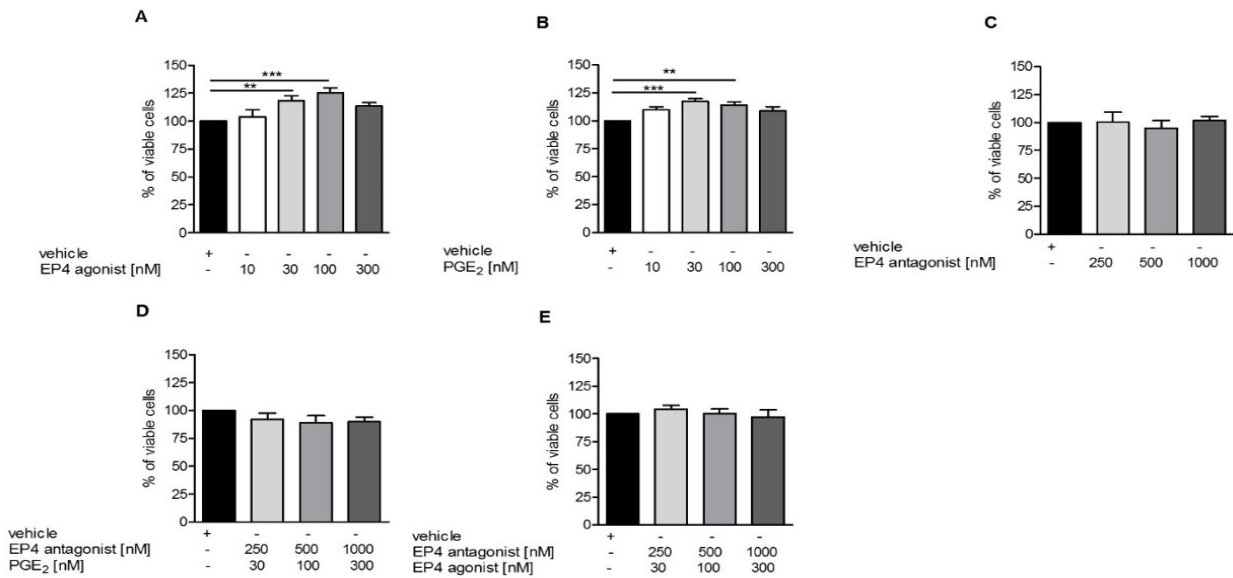 A
% of viable cells
150
125
100
75
50
25
0
***
**
vehicle + - - - -
EP4 agonist [nM] - 10 30 100 300
B
% of viable cells
150
125
100
75
50
25
0
**
***
vehicle + - - - -
PGE2 [nM] - 10 30 100 300
C
% of viable cells
150
125
100
75
50
25
0
vehicle + - - -
EP4 antagonist [nM] - 250 500 1000
D
% of viable cells
150
125
100
75
50
25
0
vehicle + - - -
EP4 antagonist [nM] - 250 500 1000
PGE2 [nM] - 30 100 300
E
% of viable cells
150
125
100
75
50
25
0
vehicle + - - -
EP4 antagonist [nM] - 250 500 1000
EP4 agonist [nM] - 30 100 300